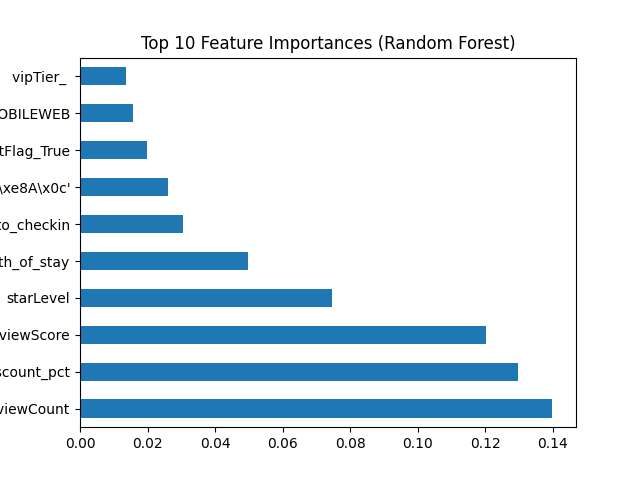 Top 10 Feature Importances (Random Forest)
vipTier_
OBILEWEB
tFlag_True
\xe8A\x0c'
to_checkin
th_of_stay
starLevel
viewScore
scount_pct
viewCount
0.00 0.02 0.04 0.06 0.08 0.10 0.12 0.14